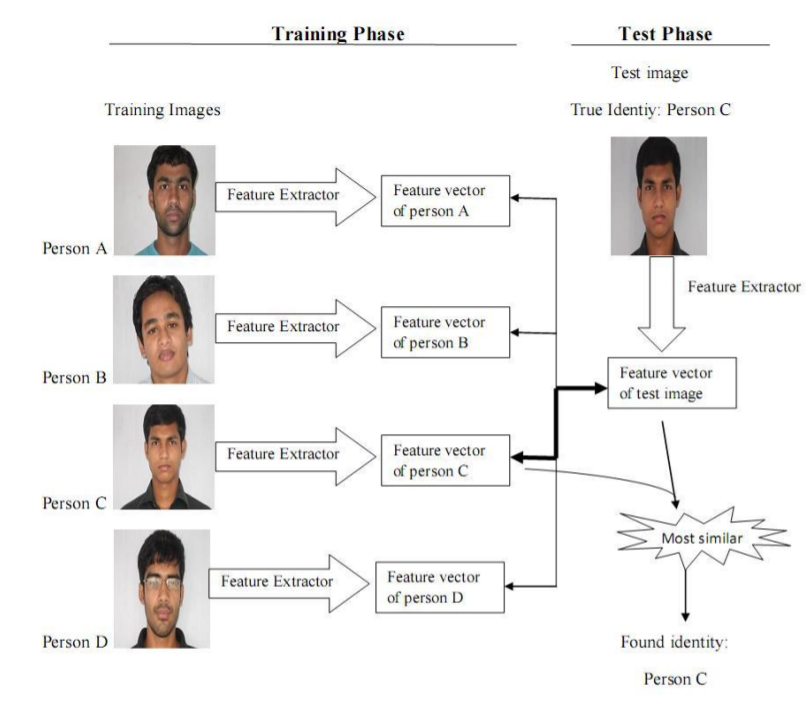 Training Phase
Test Phase
Test image
Training Images
True Identiy: Person C
Feature Extractor
Feature vector
of person A
Person A
Feature Extractor
Feature Extractor
Feature vector
of person B
Person B
Feature vector
of test image
Feature Extractor
Feature vector
of person C
Person C
Most similar
Feature Extractor
Feature vector
of person D
Person D
Found identity:
Person C